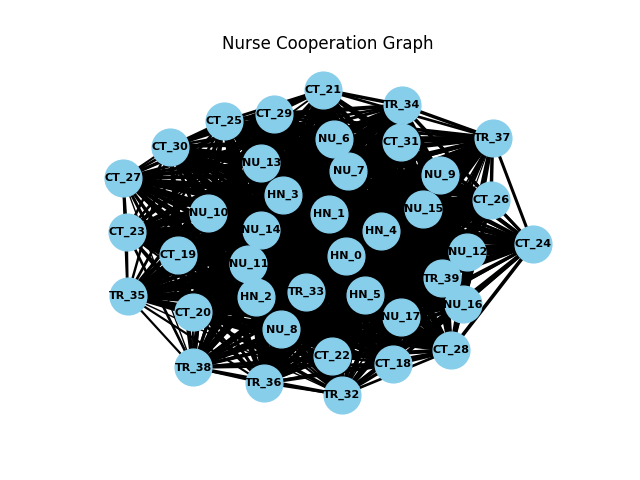 Nurse Cooperation Graph
CT_21
TR_34
CT_29
CT_25
NU_6
TR_37
CT_31
CT_30
NU_13
NU_7
NU_9
CT_27
HN_3
CT_26
NU_15
NU_10
HN_1
NU_14
HN_4
CT_23
CT_24
NU_12
CT_19
HN_0
NU_11
TR_39
TR_33
HN_5
TR_35
HN_2
NU_16
CT_20
NU_17
NU_8
CT_28
CT_22
CT_18
TR_38
TR_36
TR_32